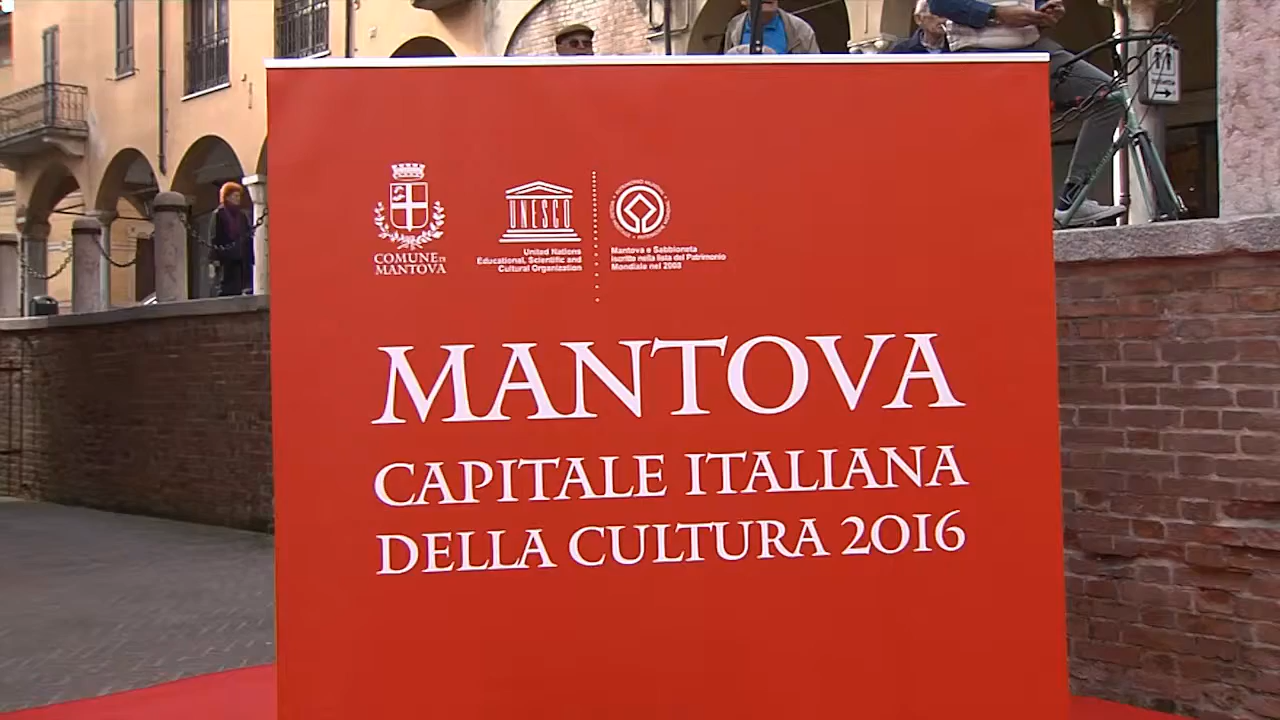 COMUNE DI
MANTOVA
UNESCO
United Nations
Educational, Scientific and
Cultural Organization
Mantova e Sabbioneta
iscritte nella lista del Patrimonio
Mondiale nel 2008
MANTOVA
CAPITALE ITALIANA
DELLA CULTURA 2016